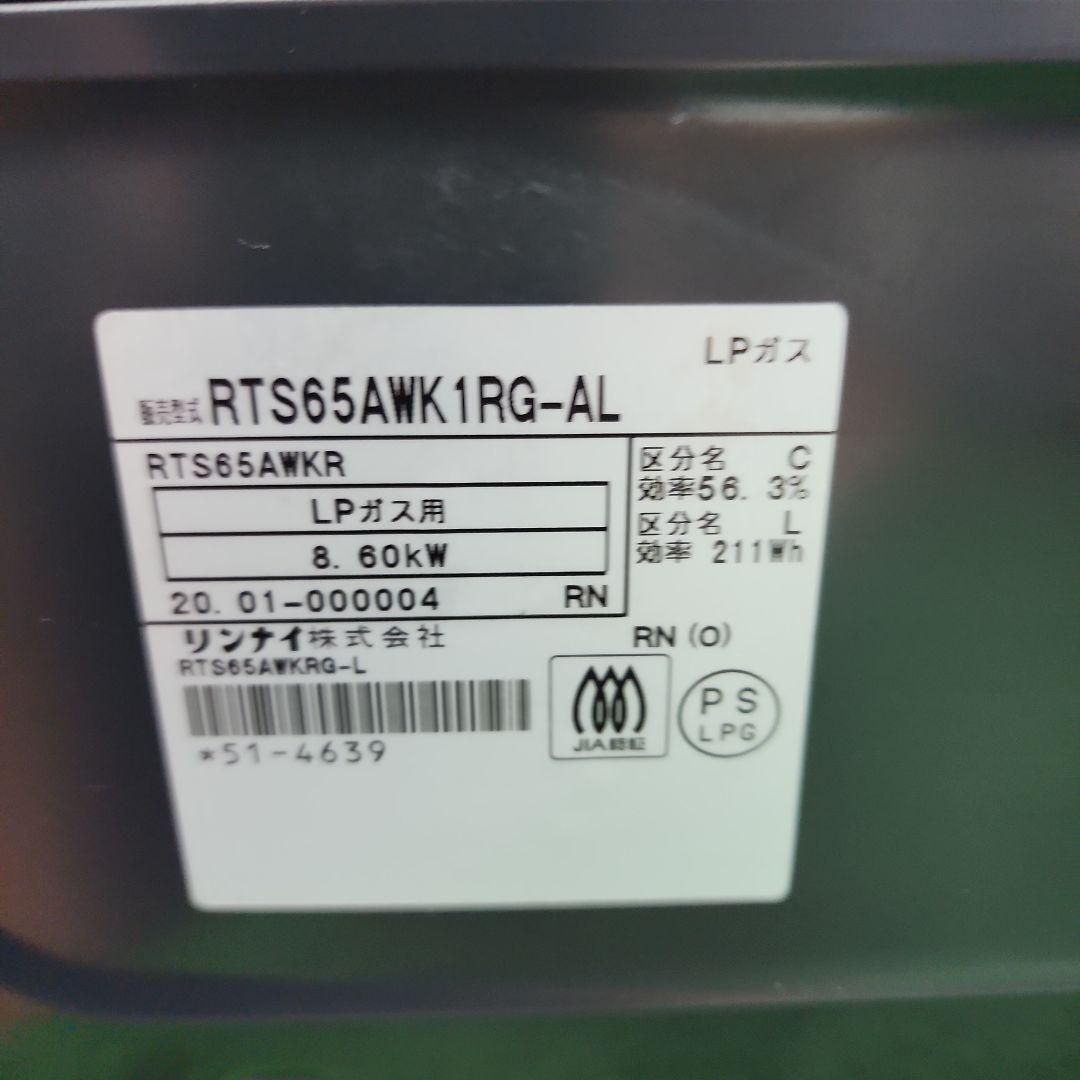 LPガス
販売型式 RTS65AWK1RG-AL
RTS65AWKR
LPガス用
8.60kW
20.01-000004 RN
区分名 C
効率56.3%
区分名 L
効率 211Wh
リンナイ株式会社
RN(O)
RTS65AWKRG-L
*51-4639
JIA認証
PS
LPG